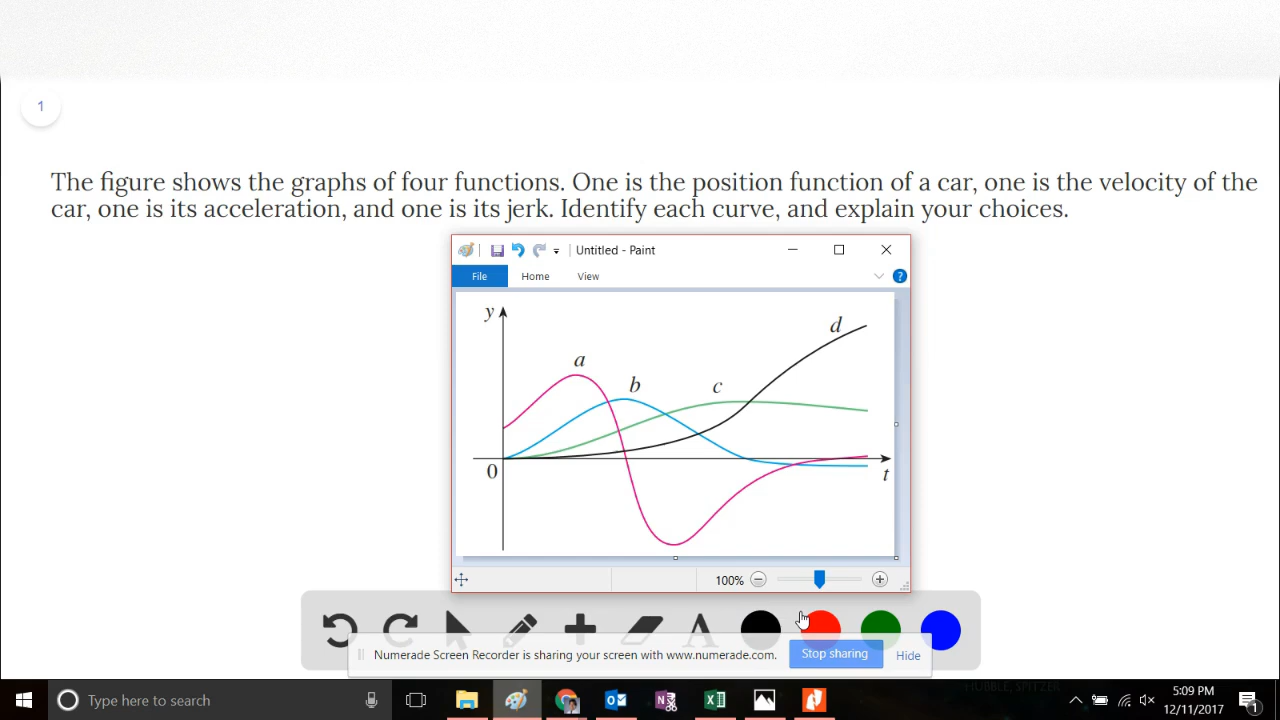 1
The figure shows the graphs of four functions. One is the position function of a car, one is the velocity of the
car, one is its acceleration, and one is its jerk. Identify each curve, and explain your choices.
Untitled - Paint
File Home View
y
d
a
b
c
0
t
100%
A
Numerade Screen Recorder is sharing your screen with www.numerade.com.
Stop sharing
Hide
HUBBLE, SPITZER
Type here to search
5:09 PM
12/11/2017
1